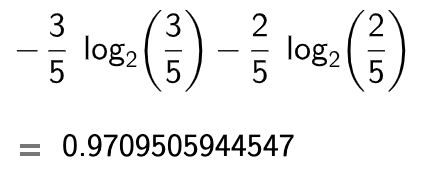 − 3/5 log₂(3/5) − 2/5 log₂(2/5)
= 0.9709505944547